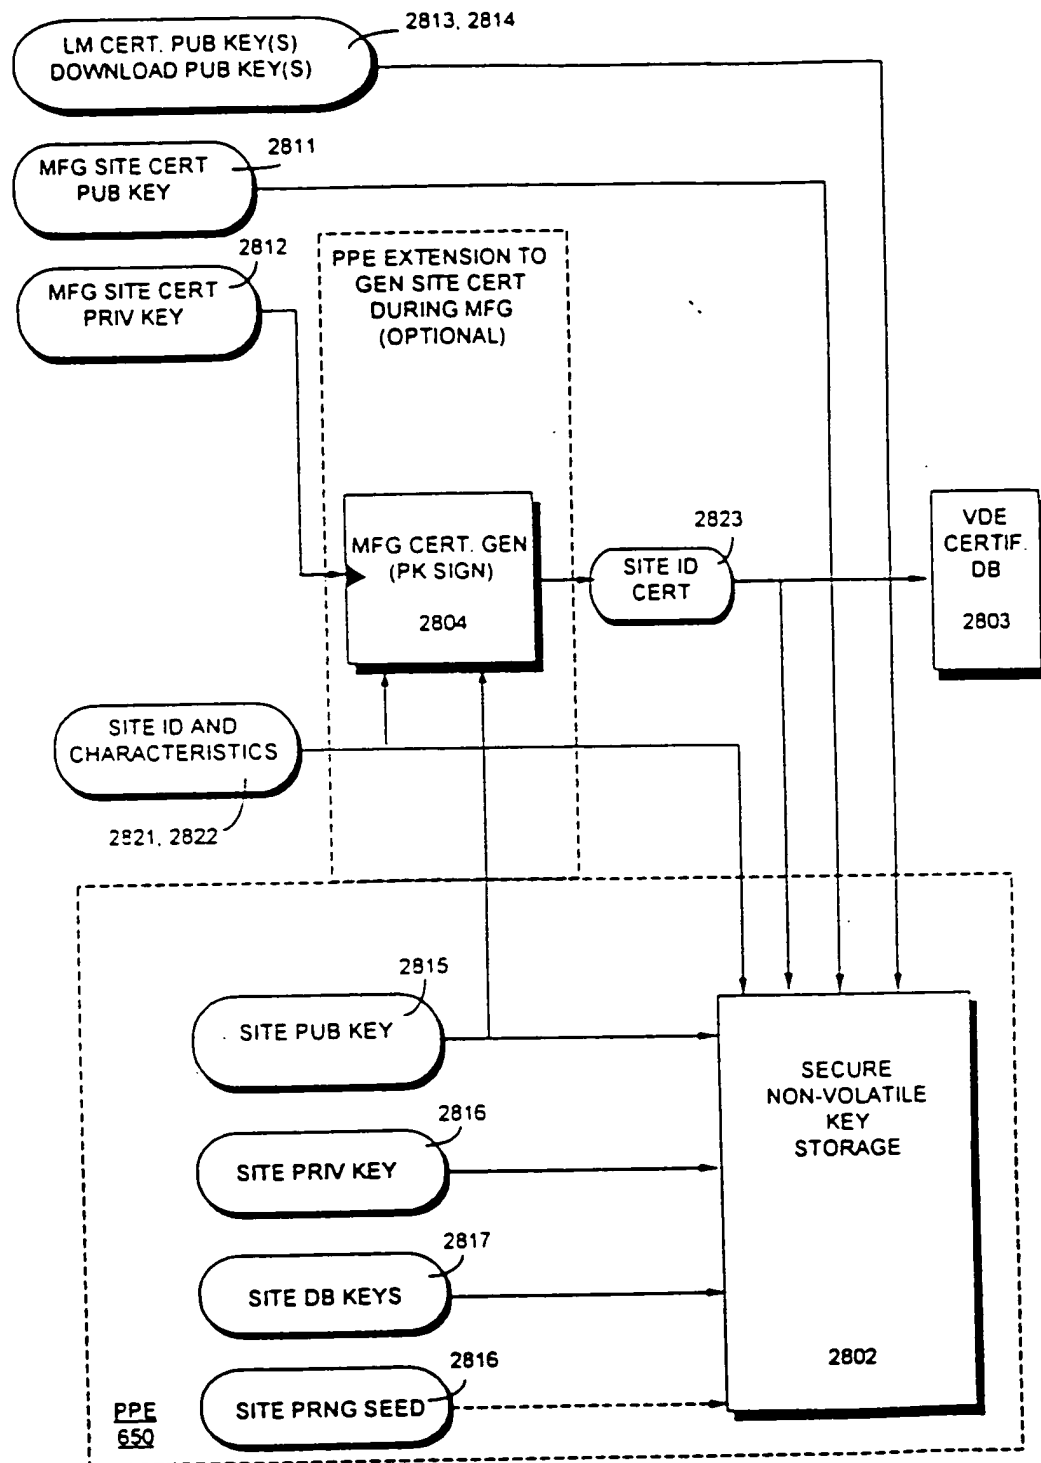 2813, 2814
LM CERT. PUB KEY(S)
DOWNLOAD PUB KEY(S)
2811
MFG SITE CERT
PUB KEY
2812
MFG SITE CERT
PRIV KEY
PPE EXTENSION TO
GEN SITE CERT
DURING MFG
(OPTIONAL)
MFG CERT. GEN
(PK SIGN)
2804
2823
SITE ID
CERT
VDE
CERTIF.
DB
2803
SITE ID AND
CHARACTERISTICS
2821, 2822
2815
SITE PUB KEY
2816
SITE PRIV KEY
2817
SITE DB KEYS
2816
SITE PRNG SEED
SECURE
NON-VOLATILE
KEY
STORAGE
2802
PPE
650